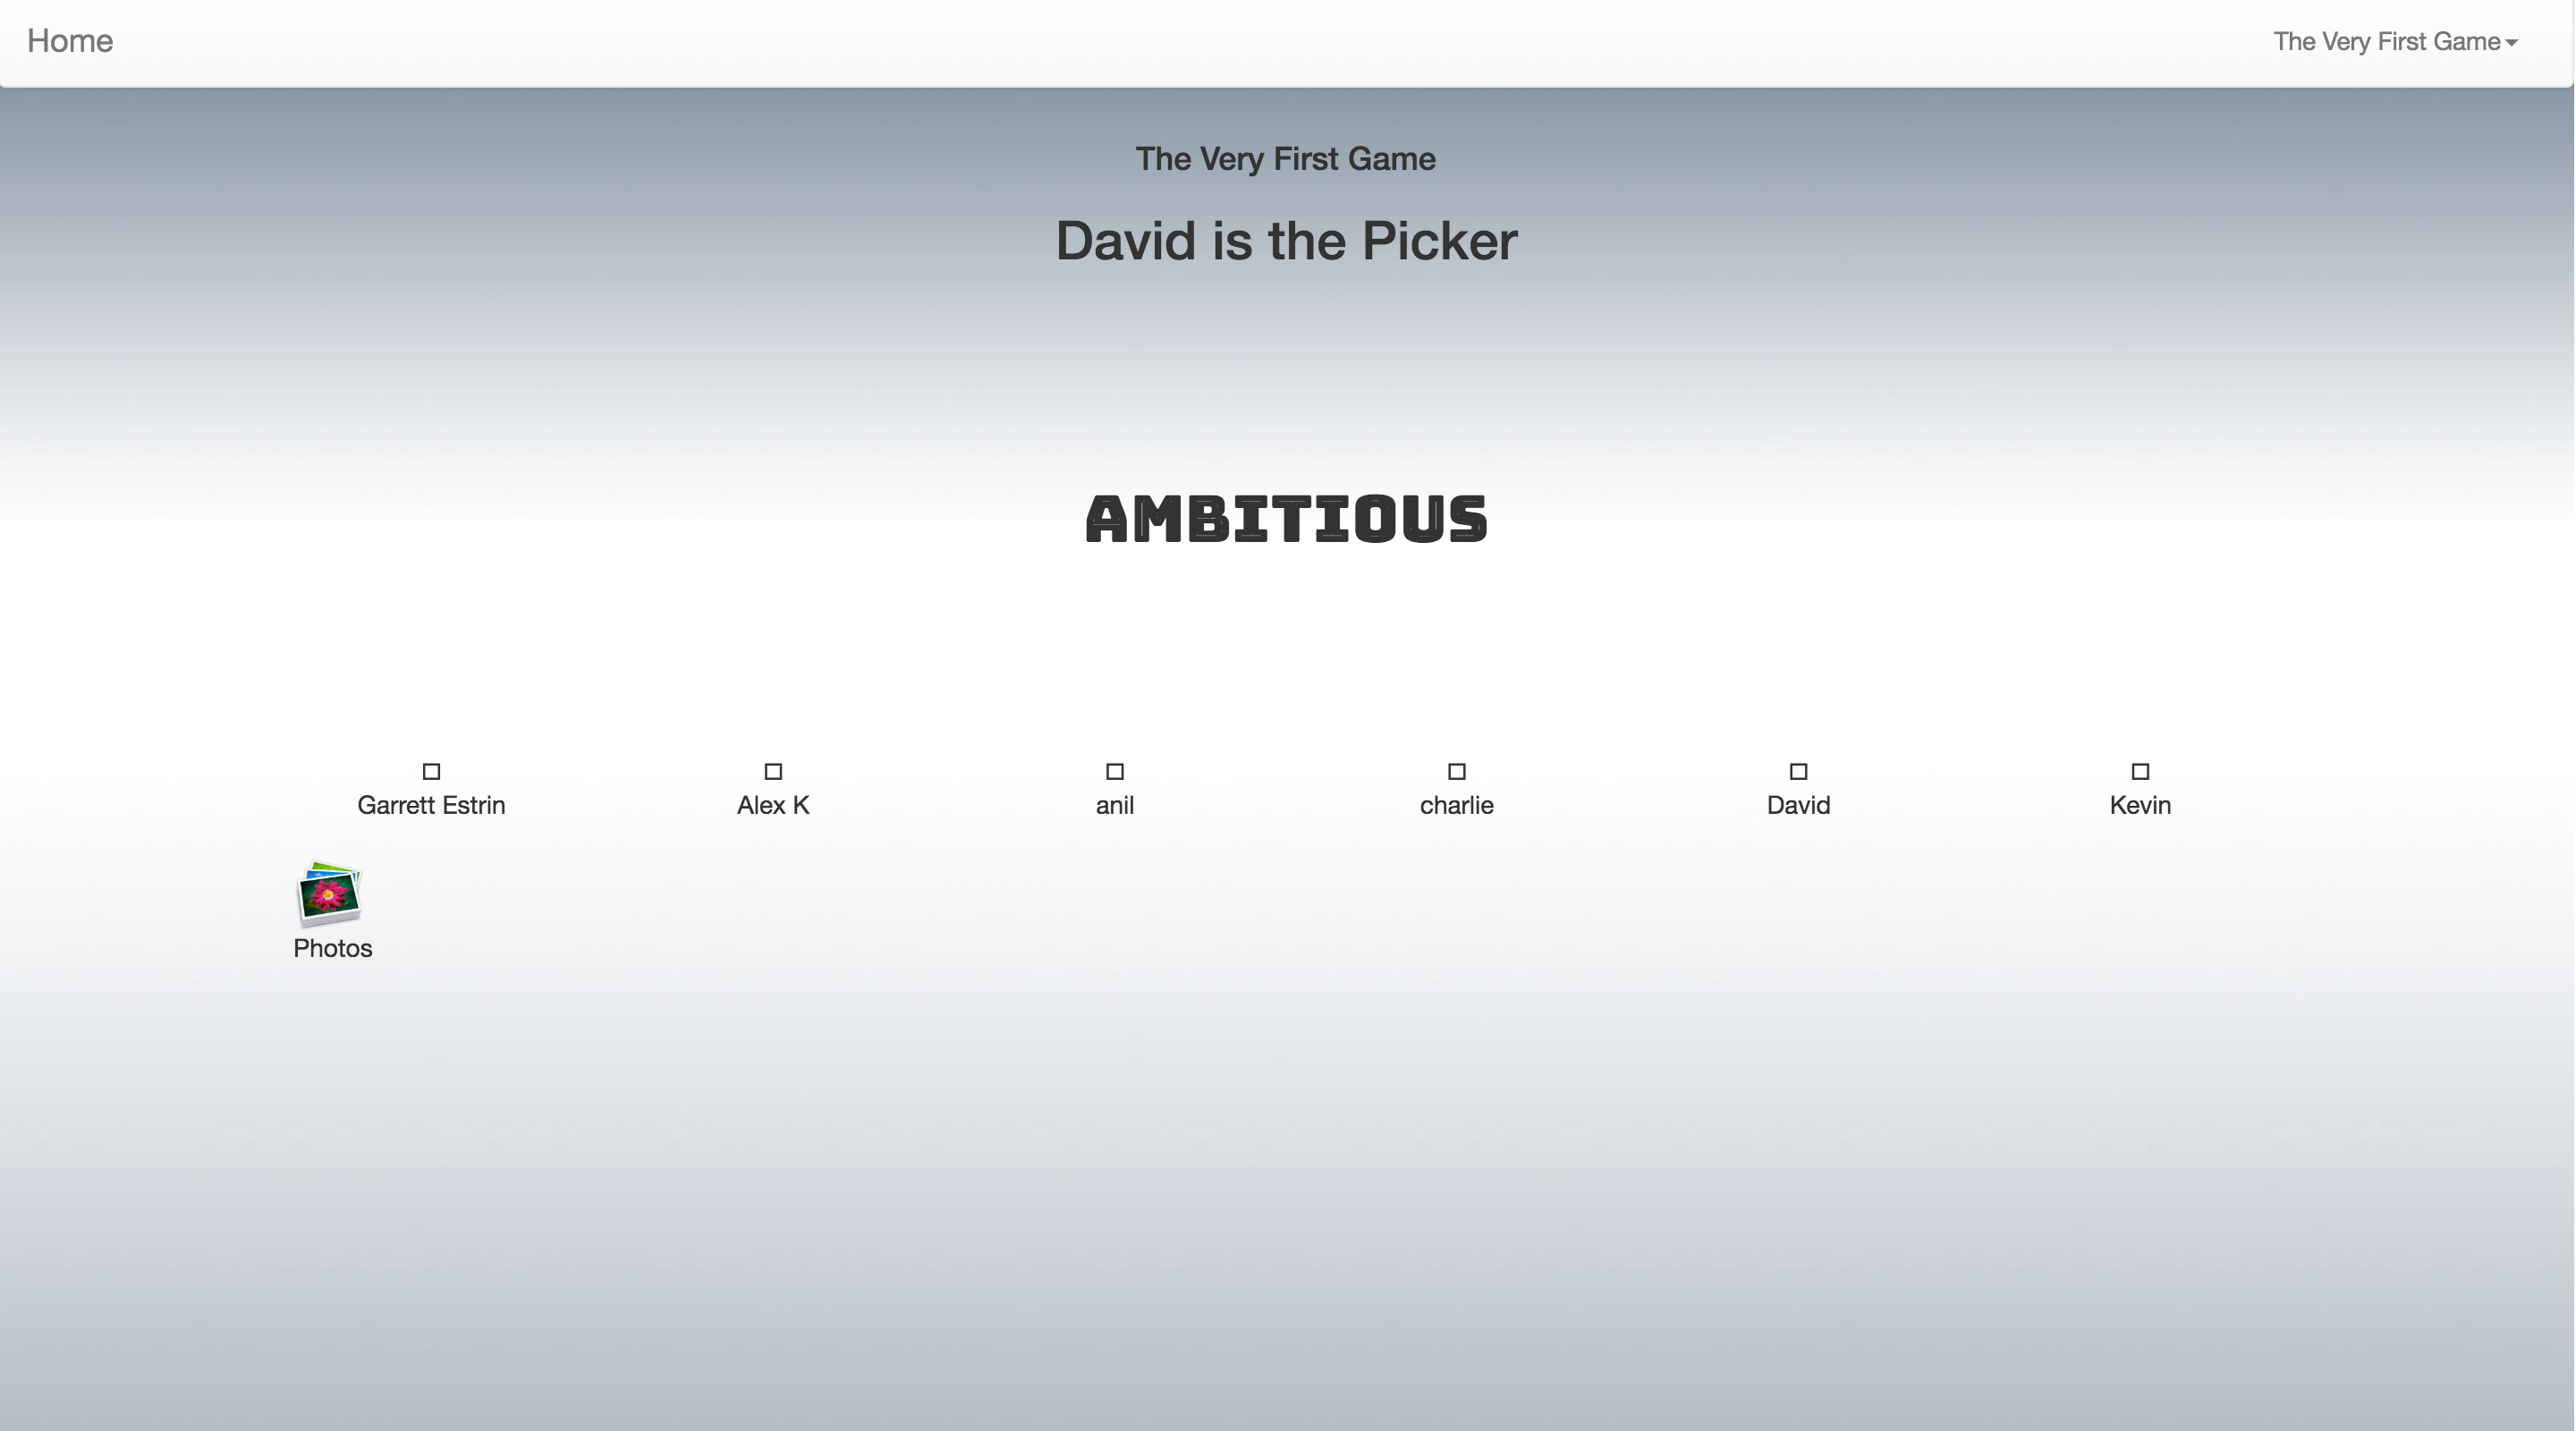 Home The Very First Game
The Very First Game
David is the Picker
AMBITIOUS
Garrett Estrin Alex K anil charlie David Kevin
Photos